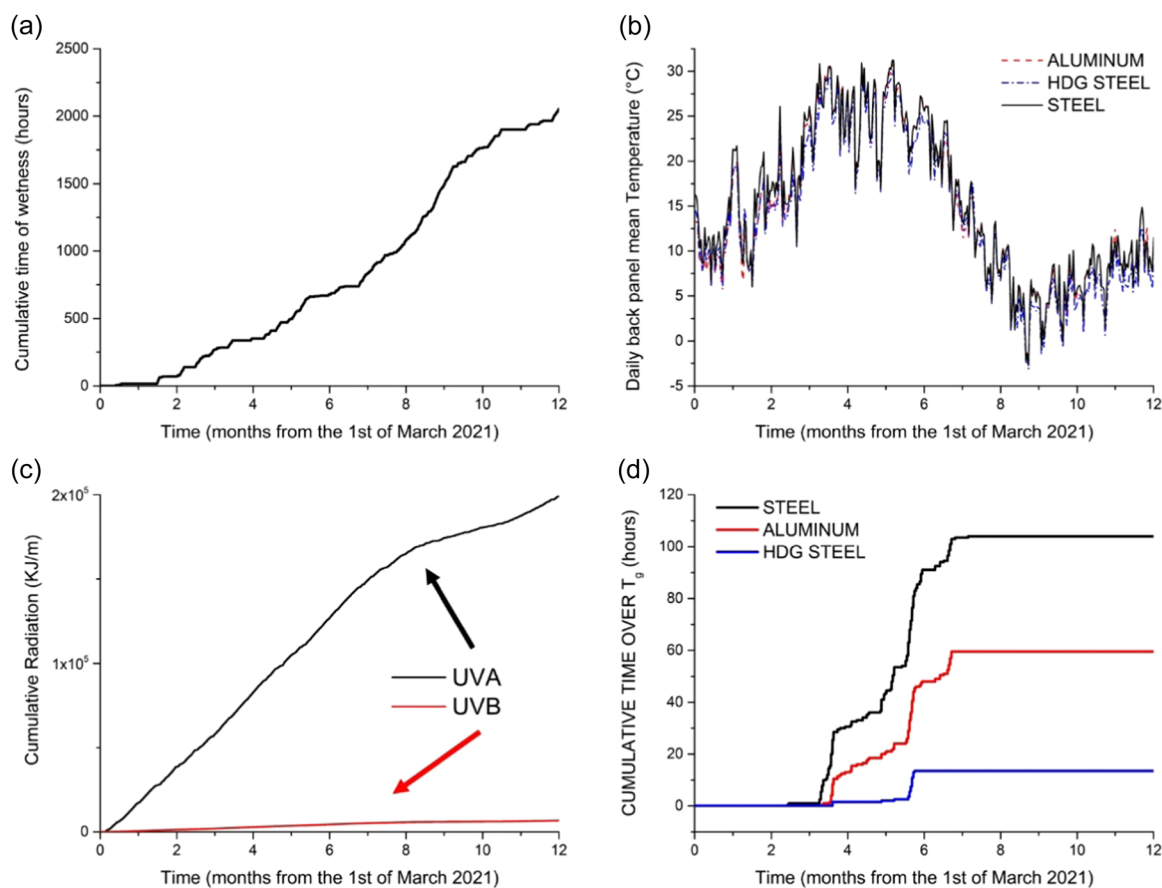 (a)
2500
2000
1500
1000
500
0
Cumulative time of wetness (hours)
0 2 4 6 8 10 12
Time (months from the 1st of March 2021)
(b)
30
25
20
15
10
5
0
-5
Daily back panel mean Temperature (°C)
ALUMINUM
HDG STEEL
STEEL
0 2 4 6 8 10 12
Time (months from the 1st of March 2021)
(c)
2x10⁵
1x10⁵
0
Cumulative Radiation (KJ/m)
UVA
UVB
0 2 4 6 8 10 12
Time (months from the 1st of March 2021)
(d)
120
100
80
60
40
20
0
CUMULATIVE TIME OVER Tg (hours)
STEEL
ALUMINUM
HDG STEEL
0 2 4 6 8 10 12
Time (months from the 1st of March 2021)